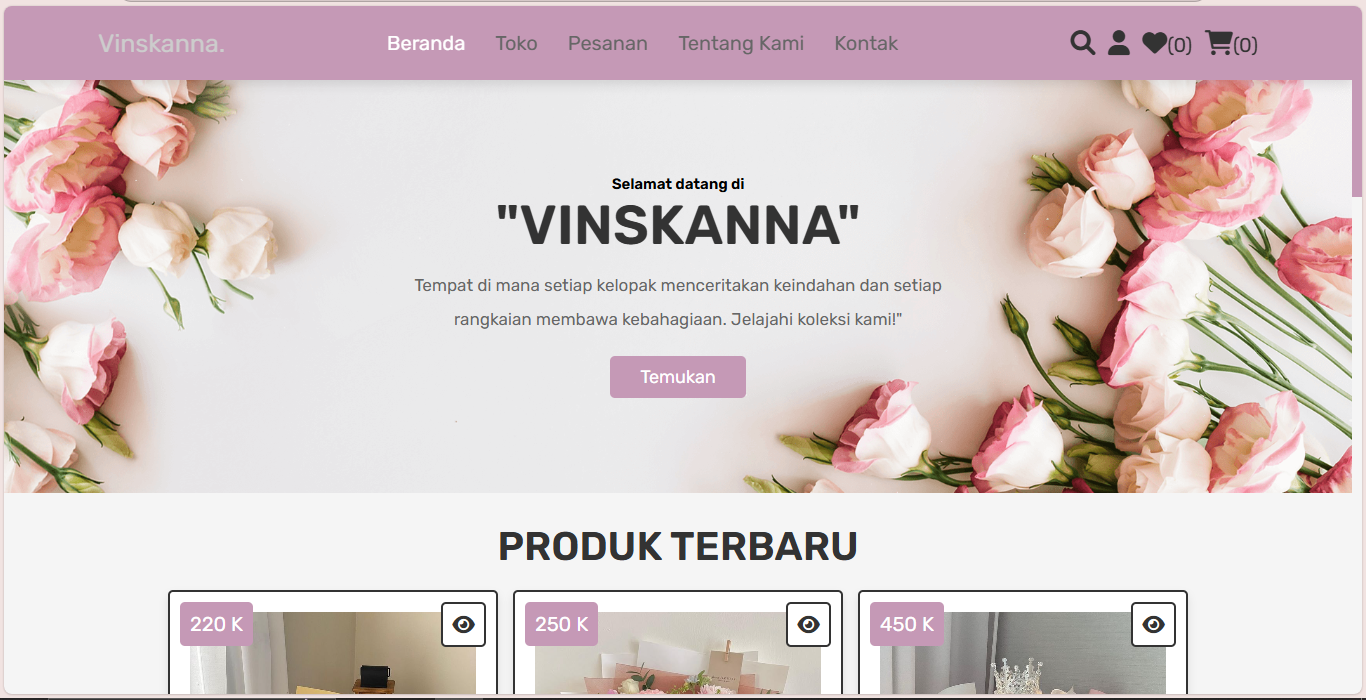 Vinskanna.
Beranda Toko Pesanan Tentang Kami Kontak
(0) (0)
Selamat datang di
"VINSKANNA"
Tempat di mana setiap kelopak menceritakan keindahan dan setiap
rangkaian membawa kebahagiaan. Jelajahi koleksi kami!"
Temukan
PRODUK TERBARU
220 K
250 K
450 K